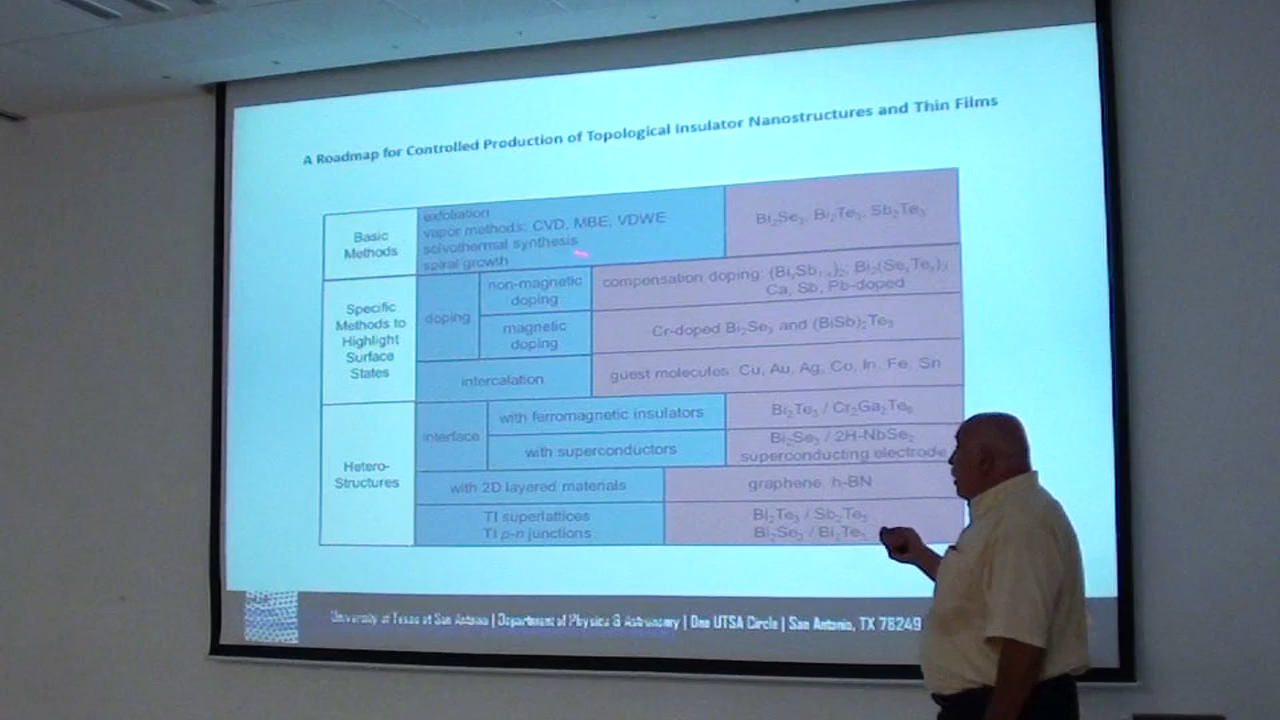 A Roadmap for Controlled Production of Topological Insulator Nanostructures and Thin Films
Basic
Methods
exfoliation
vapor methods: CVD, MBE, VDWE
solvothermal synthesis
spiral growth
Bi₂Se₃, Bi₂Te₃, Sb₂Te₃
Specific
Methods to
Highlight
Surface
States
doping
non-magnetic
doping
compensation doping:
Ca, Sb, Pb-doped
magnetic
doping
Cr-doped Bi₂Se₃ and (BiSb)₂Te₃
intercalation
guest molecules: Cu, Au, Ag, Co, In, Fe, Sn
Hetero-
Structures
interface
with ferromagnetic insulators
Bi₂Te₃ / Cr₂Ga₂Te₆
with superconductors
Bi₂Se₃ / 2H-NbSe₂
superconducting
with 2D layered materials
graphene, h-BN
TI superlattices
TI p-n junctions
Bi₂Te₃ / Sb₂Te₃
Bi₂Se₃ /
University of Texas at San Antonio | Department of Physics & Astronomy | One UTSA Circle | San Antonio, TX 78249